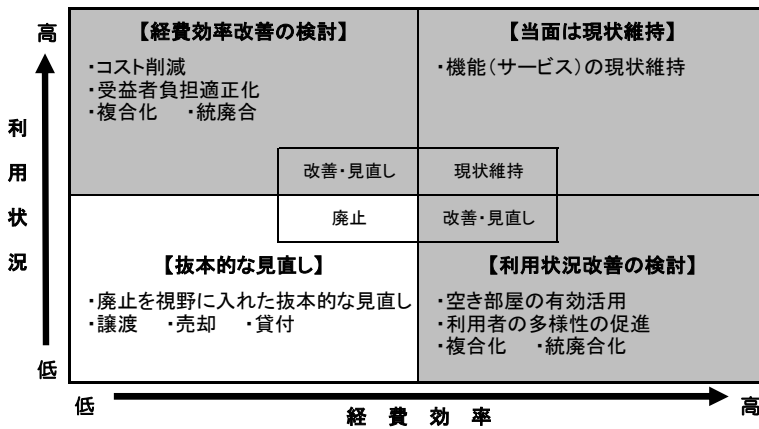 高
利
用
状
況
低
【経費効率改善の検討】
・コスト削減
・受益者負担適正化
・複合化　・統廃合
【当面は現状維持】
・機能(サービス)の現状維持
改善・見直し
現状維持
廃止
改善・見直し
【抜本的な見直し】
・廃止を視野に入れた抜本的な見直し
・譲渡　・売却　・貸付
【利用状況改善の検討】
・空き部屋の有効活用
・利用者の多様性の促進
・複合化　・統廃合化
低
経 費 効 率
高